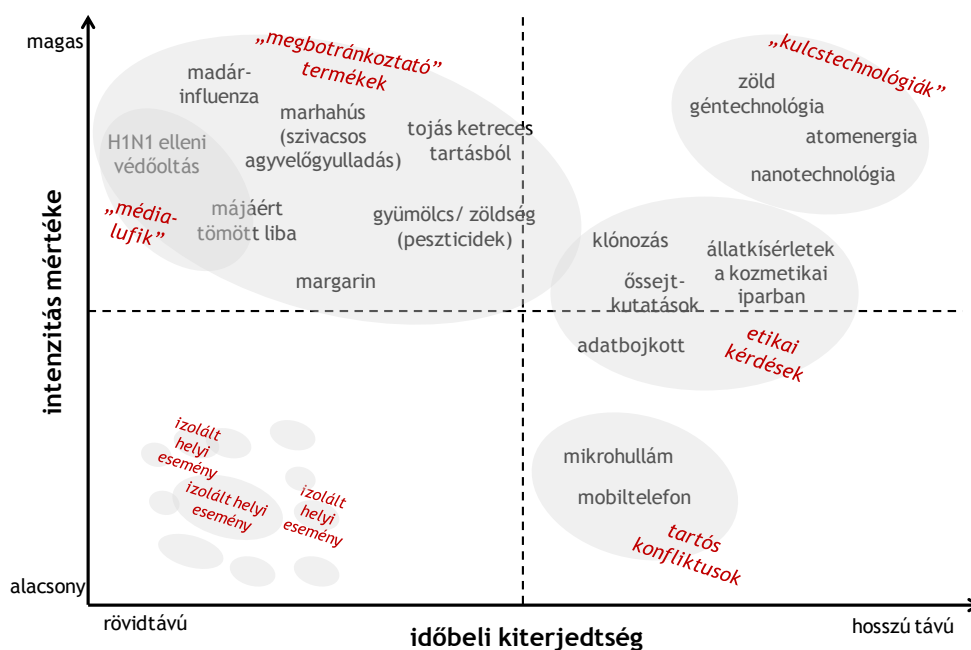 magas
„megbotránkoztató”
termékek
„kulcstechnológiák”
madár-
influenza
zöld
géntechnológia
marhahús
(szivacsos
agyvelőgyulladás)
tojás ketreces
tartásból
atomenergia
H1N1 elleni
védőoltás
nanotechnológia
„média-
lufik”
májáért
tömött liba
gyümölcs/ zöldség
(peszticidek)
klónozás
állatkísérletek
a kozmetikai
iparban
margarin
őssejt-
kutatások
adatbojkott
etikai
kérdések
intenzitás mértéke
izolált
helyi
esemény
izolált helyi
esemény
izolált
helyi
esemény
mikrohullám
mobiltelefon
tartós
konfliktusok
alacsony
rövidtávú
időbeli kiterjedtség
hosszú távú